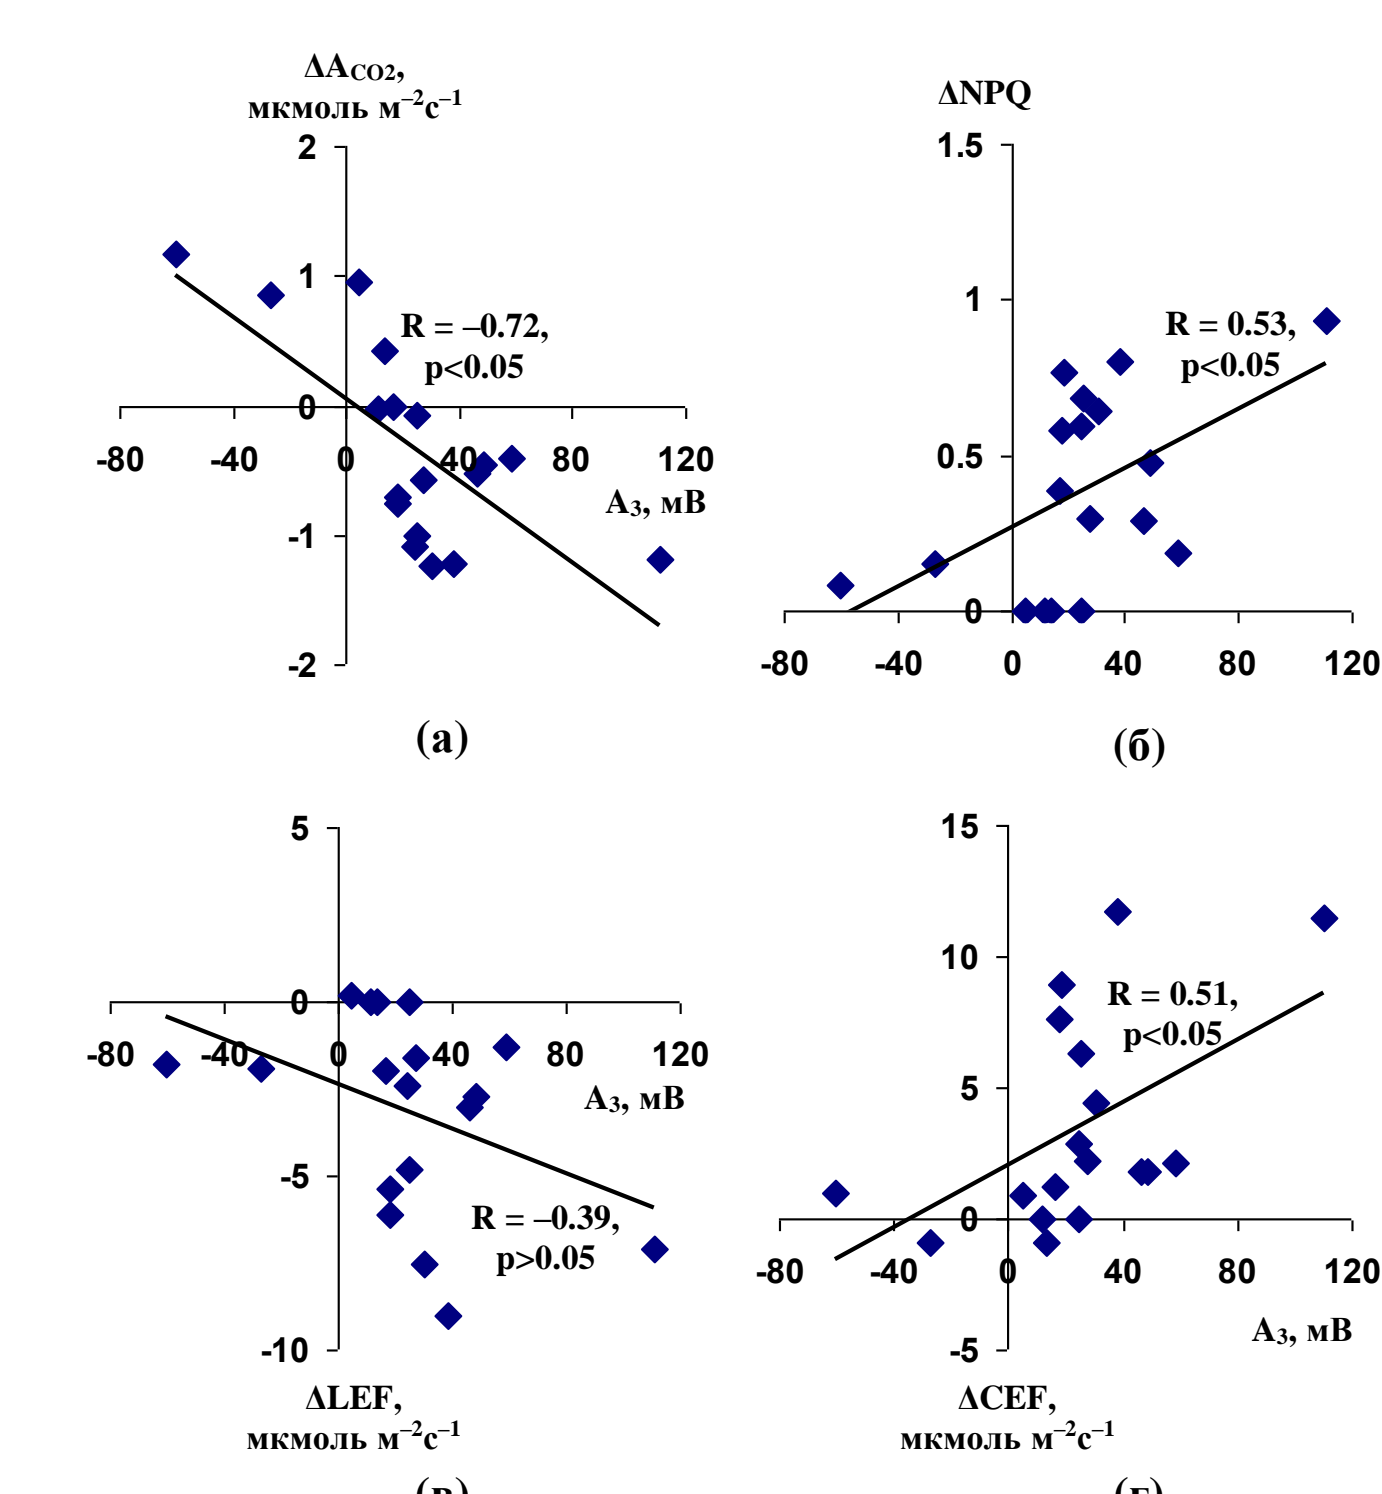 ΔA_CO2,
мкмоль м⁻²с⁻¹
2
1
0
-1
-2
-80 -40 0 40 80 120
R = –0.72,
p<0.05
A₃, мВ
(а)
ΔNPQ
1.5
1
0.5
0
-80 -40 0 40 80 120
R = 0.53,
p<0.05
(б)
5
0
-5
-10
-80 -40 0 40 80 120
A₃, мВ
R = –0.39,
p>0.05
ΔLEF,
мкмоль м⁻²с⁻¹
(в)
15
10
5
0
-5
-80 -40 0 40 80 120
R = 0.51,
p<0.05
A₃, мВ
ΔCEF,
мкмоль м⁻²с⁻¹
(г)